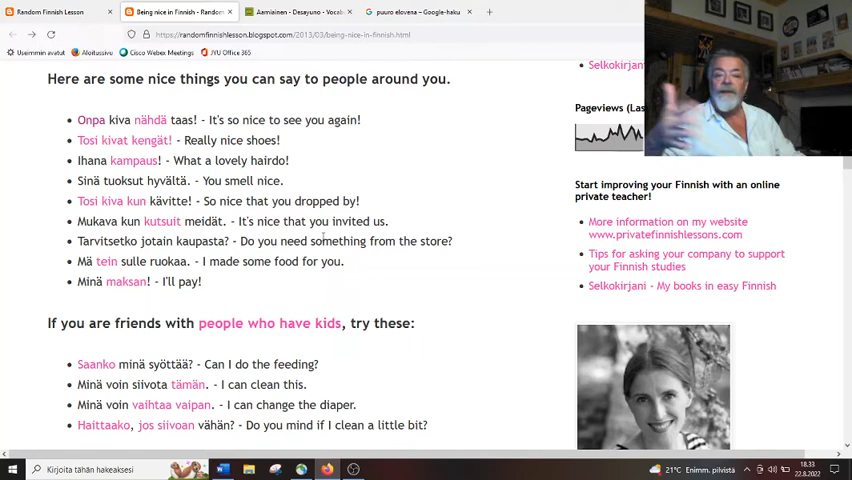 Random Finnish Lesson
Being nice in Finnish - Random
Aamiainen - Desayuno - Vocab
puuro elovena – Google-haku
https://randomfinnishlesson.blogspot.com/2013/03/being-nice-in-finnish.html
Useimmin avatut
Aloitussivu
Cisco Webex Meetings
JYU Office 365
Here are some nice things you can say to people around you.
Onpa kiva nähdä taas! - It's so nice to see you again!
Tosi kivat kengät! - Really nice shoes!
Ihana kampaus! - What a lovely hairdo!
Sinä tuoksut hyvältä. - You smell nice.
Tosi kiva kun kävitte! - So nice that you dropped by!
Mukava kun kutsuit meidät. - It's nice that you invited us.
Tarvitsetko jotain kaupasta? - Do you need something from the store?
Mä tein sulle ruokaa. - I made some food for you.
Minä maksan! - I'll pay!
If you are friends with people who have kids, try these:
Saanko minä syöttää? - Can I do the feeding?
Minä voin siivota tämän. - I can clean this.
Minä voin vaihtaa vaipan. - I can change the diaper.
Haittaako, jos siivoan vähän? - Do you mind if I clean a little bit?
Selkokirjani
Pageviews (Las
Start improving your Finnish with an online
private teacher!
More information on my website
www.privatefinnishlessons.com
Tips for asking your company to support
your Finnish studies
Selkokirjani - My books in easy Finnish
Kirjoita tähän hakeaksesi
21°C Enimm. pilvistä
18.33
22.8.2022